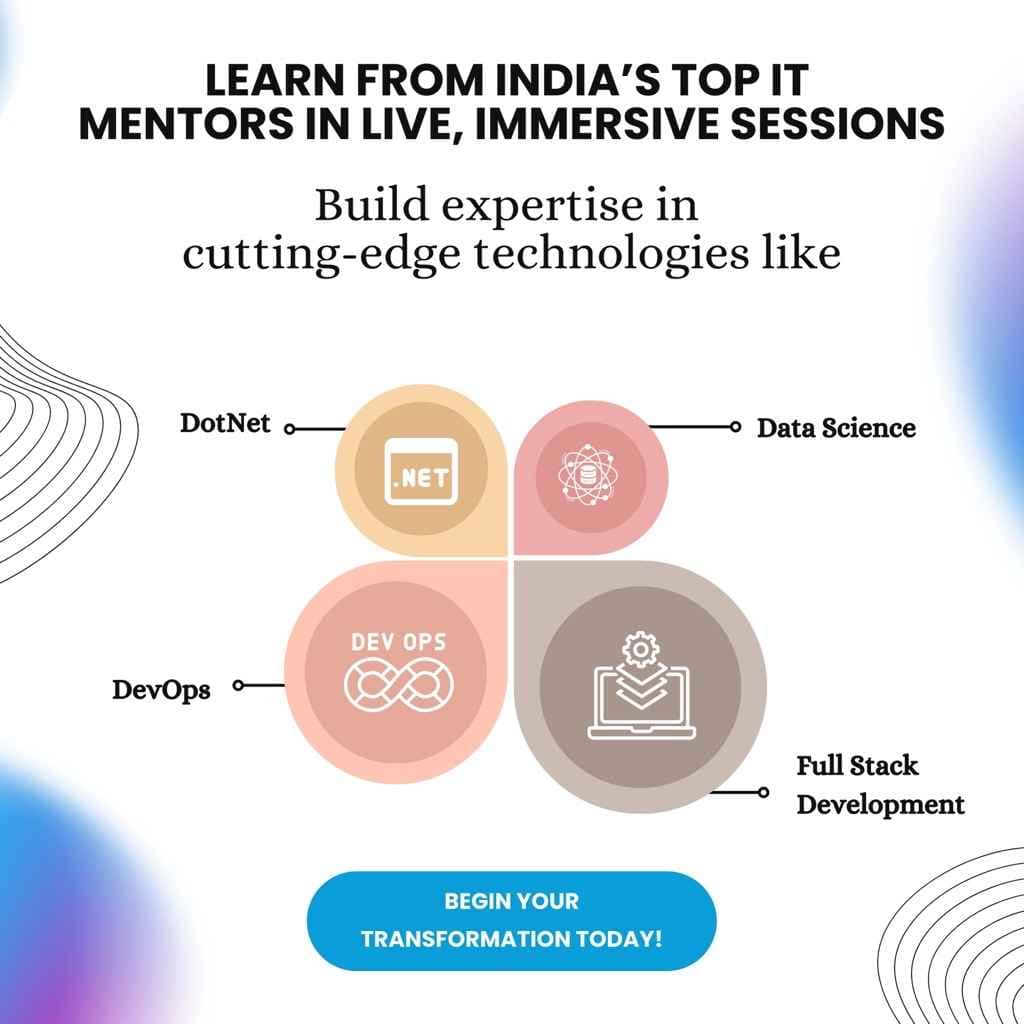 LEARN FROM INDIA’S TOP IT
MENTORS IN LIVE, IMMERSIVE SESSIONS
Build expertise in
cutting-edge technologies like
DotNet
.NET
Data Science
DEV OPS
DevOps
Full Stack
Development
BEGIN YOUR
TRANSFORMATION TODAY!